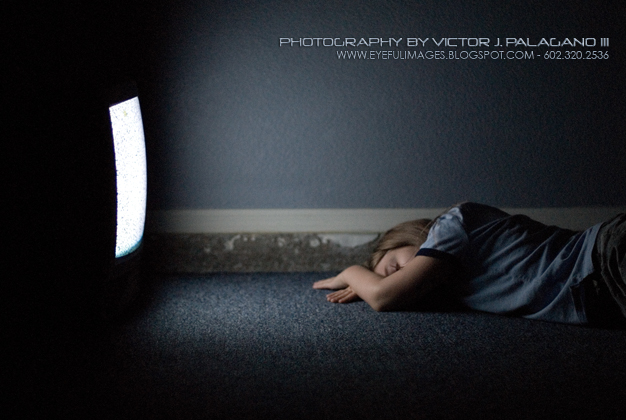 PHOTOGRAPHY BY VICTOR J. PALAGANO III
WWW.EYEFULIMAGES.BLOGSPOT.COM - 602.320.2536